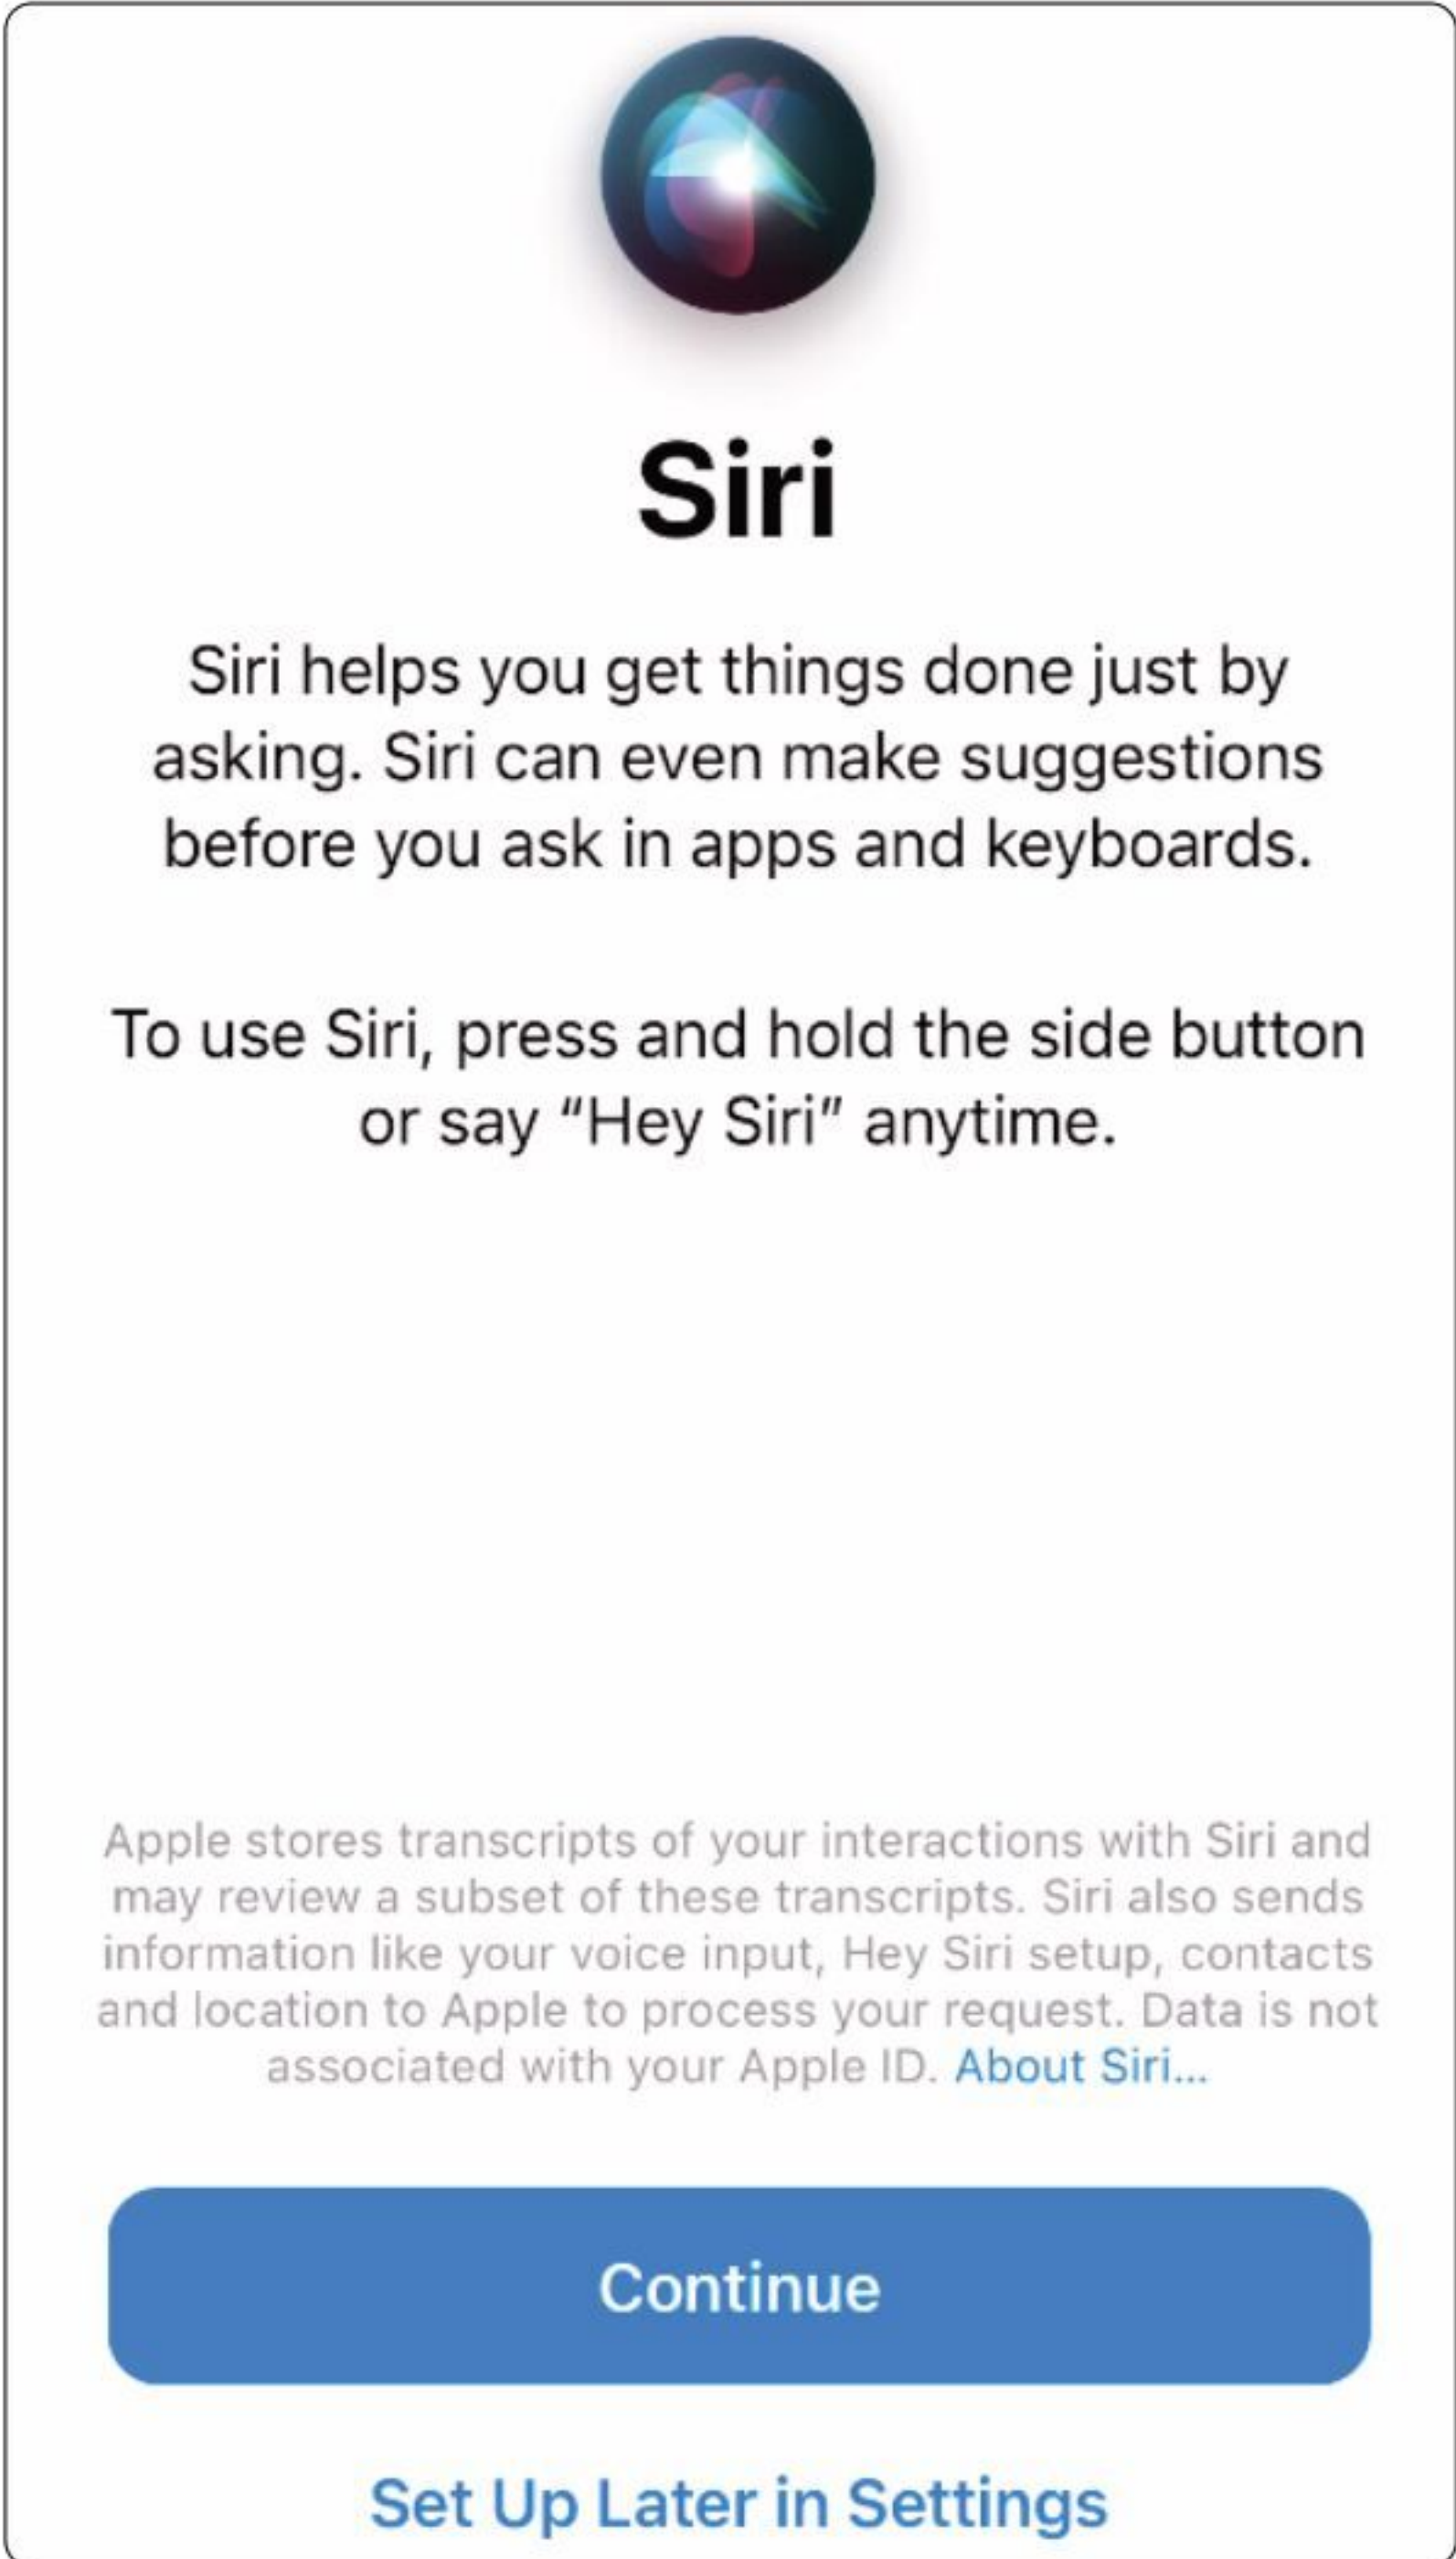 Siri
Siri helps you get things done just by
asking. Siri can even make suggestions
before you ask in apps and keyboards.
To use Siri, press and hold the side button
or say “Hey Siri” anytime.
Apple stores transcripts of your interactions with Siri and
may review a subset of these transcripts. Siri also sends
information like your voice input, Hey Siri setup, contacts
and location to Apple to process your request. Data is not
associated with your Apple ID. About Siri...
Continue
Set Up Later in Settings